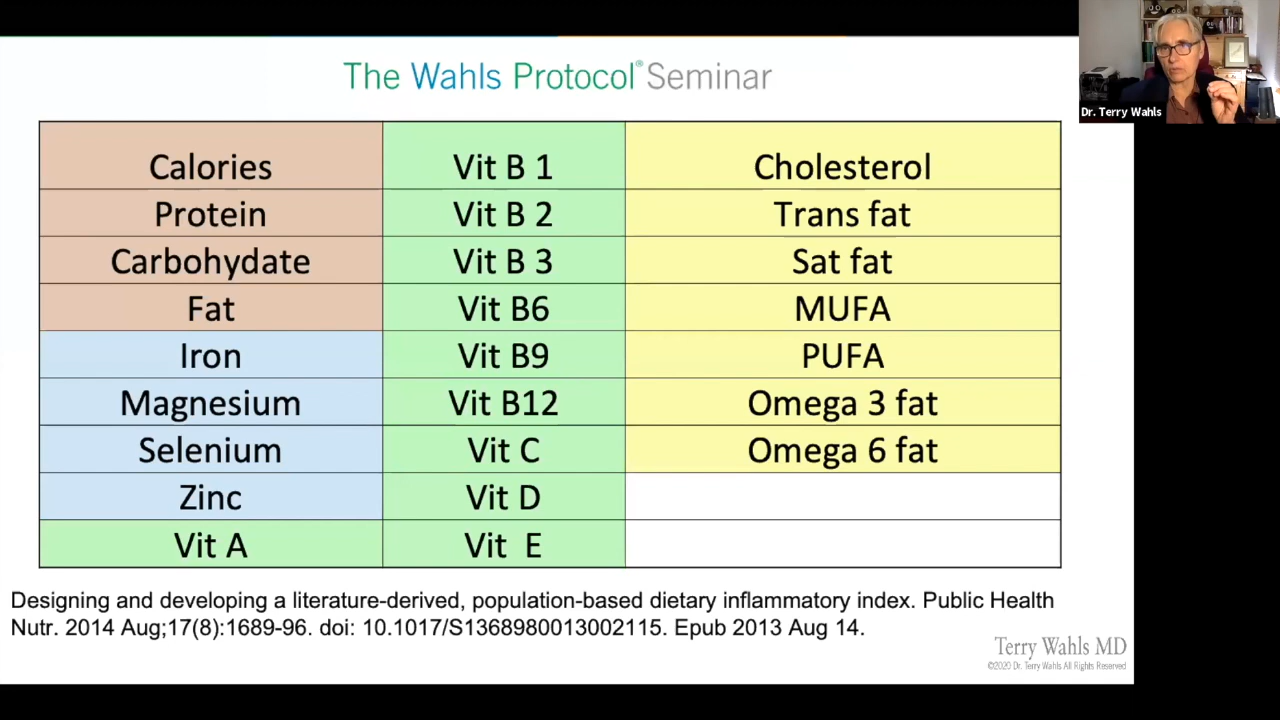 The Wahls Protocol® Seminar
Dr. Terry Wahls
Calories Vit B 1 Cholesterol
Protein Vit B 2 Trans fat
Carbohydate Vit B 3 Sat fat
Fat Vit B6 MUFA
Iron Vit B9 PUFA
Magnesium Vit B12 Omega 3 fat
Selenium Vit C Omega 6 fat
Zinc Vit D
Vit A Vit E
Designing and developing a literature-derived, population-based dietary inflammatory index. Public Health
Nutr. 2014 Aug;17(8):1689-96. doi: 10.1017/S1368980013002115. Epub 2013 Aug 14.
Terry Wahls MD
©2020 Dr. Terry Wahls All Rights Reserved